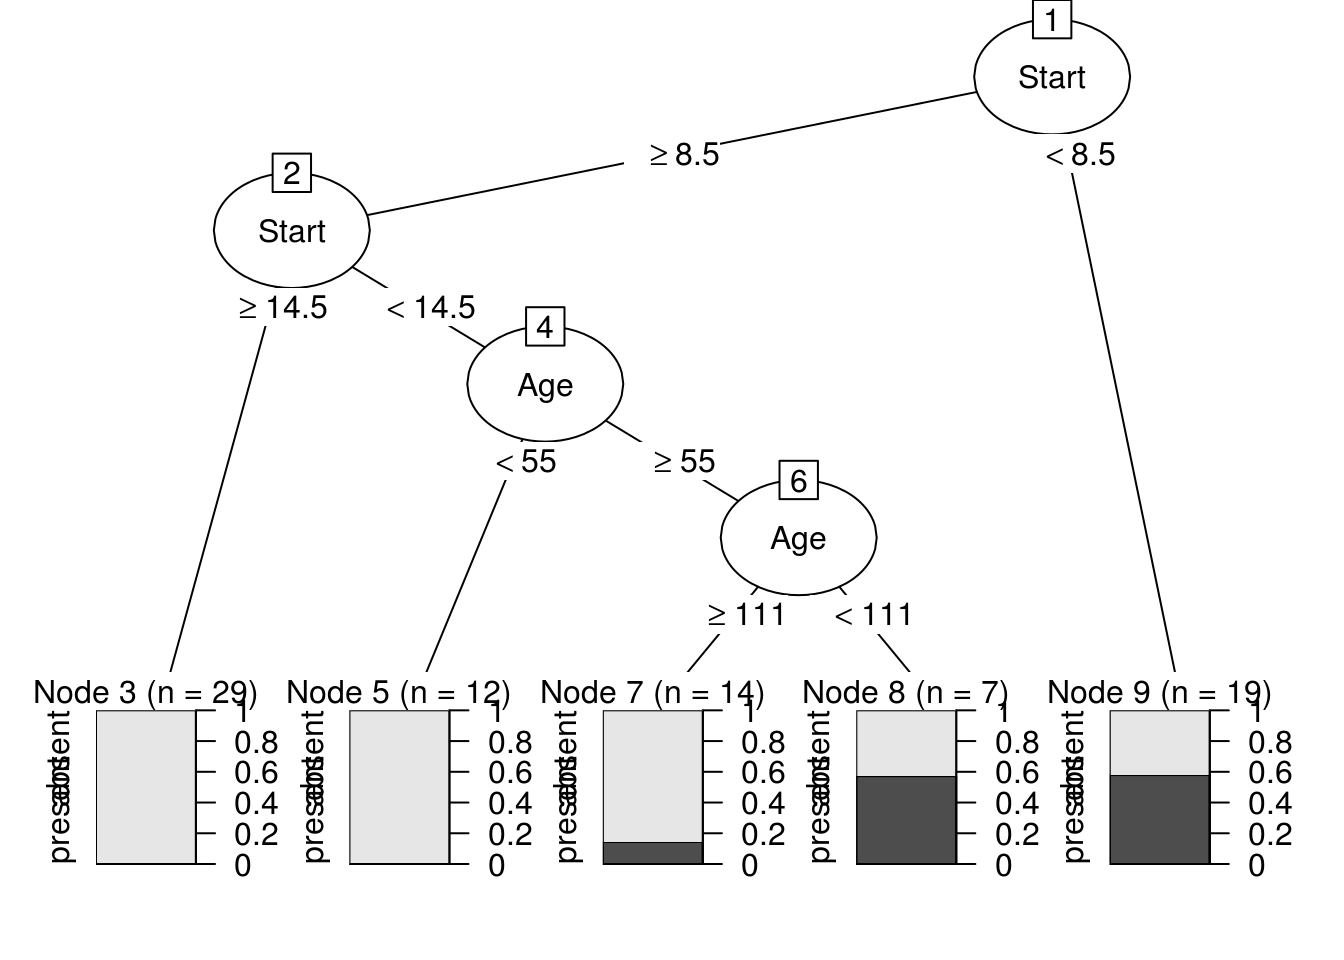 1
Start
≥ 8.5
< 8.5
2
Start
≥ 14.5
< 14.5
4
Age
< 55
≥ 55
6
Age
≥ 111
< 111
Node 3 (n = 29)
present
absent
1
0.8
0.6
0.4
0.2
0
Node 5 (n = 12)
present
absent
1
0.8
0.6
0.4
0.2
0
Node 7 (n = 14)
present
absent
1
0.8
0.6
0.4
0.2
0
Node 8 (n = 7)
present
absent
1
0.8
0.6
0.4
0.2
0
Node 9 (n = 19)
present
absent
1
0.8
0.6
0.4
0.2
0